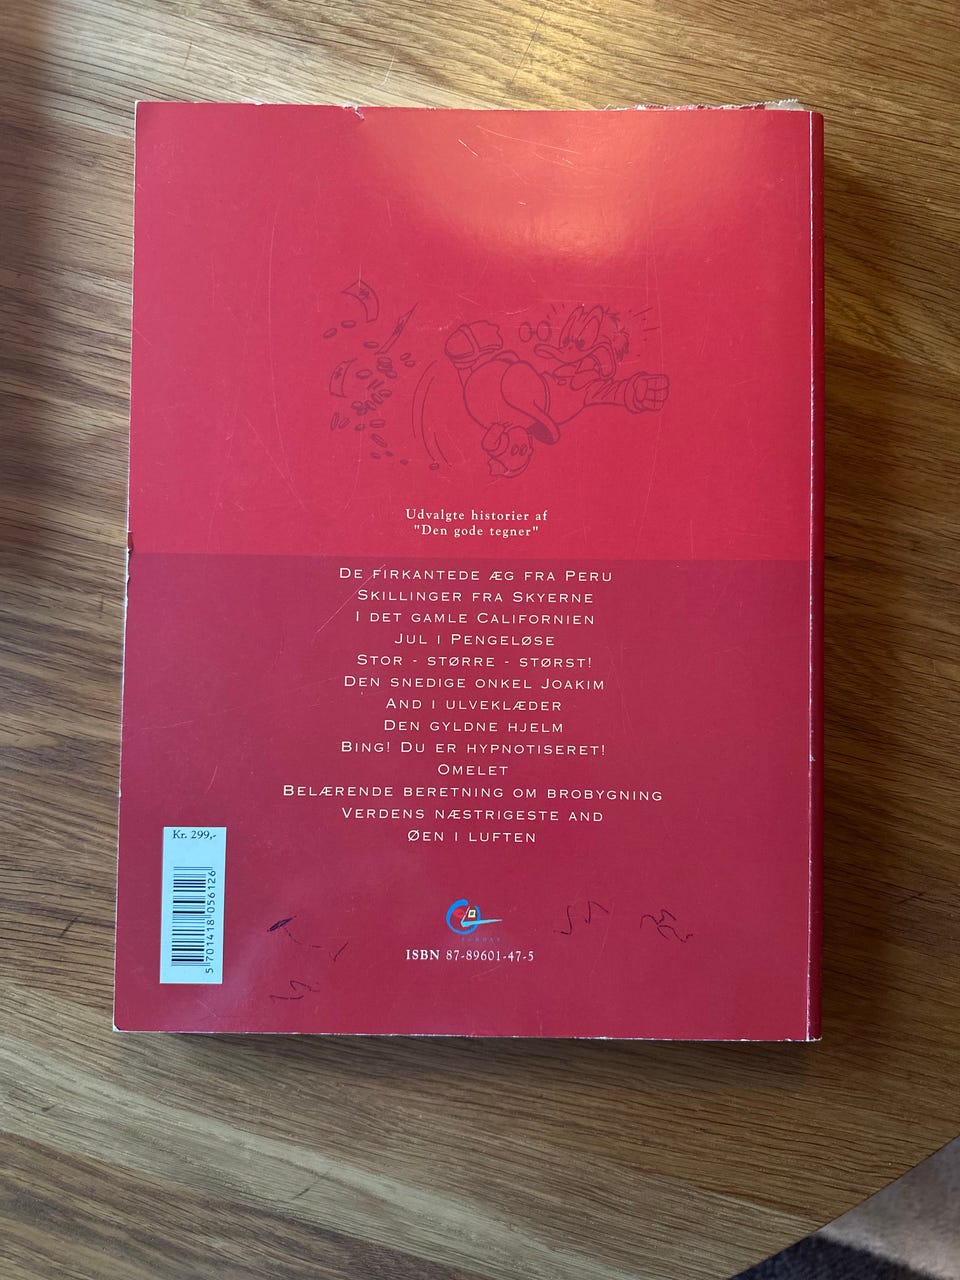 Udvalgte historier af
"Den gode tegner"
De firkantede æg fra Peru
Skillinger fra Skyerne
I det gamle Californien
Jul i Pengeløse
Stor - større - størst!
Den snedige onkel Joakim
And i ulveklæder
Den gyldne hjelm
Bing! Du er hypnotiseret!
Omelet
Belærende beretning om brobygning
Verdens næstrigeste and
Øen i luften
Kr. 299,-
5 701418 056126
ISBN 87-89601-47-5